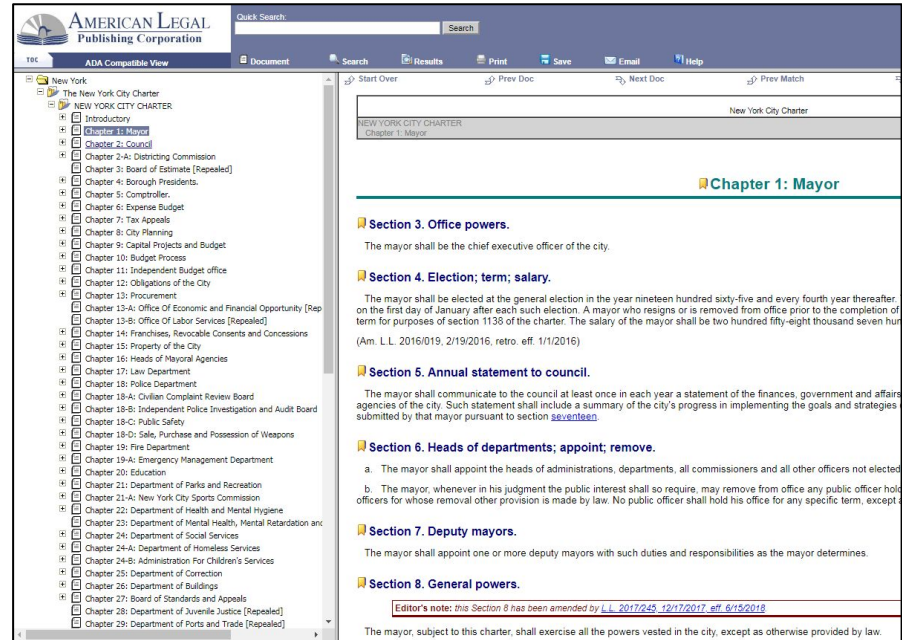 AMERICAN LEGAL
Publishing Corporation
Quick Search:
Search
TOC
ADA Compatible View
Document
Search
Results
Print
Save
Email
Help
New York
The New York City Charter
NEW YORK CITY CHARTER
Introductory
Chapter 1: Mayor
Chapter 2: Council
Chapter 2-A: Districting Commission
Chapter 3: Board of Estimate [Repealed]
Chapter 4: Borough Presidents.
Chapter 5: Comptroller.
Chapter 6: Expense Budget
Chapter 7: Tax Appeals
Chapter 8: City Planning
Chapter 9: Capital Projects and Budget
Chapter 10: Budget Process
Chapter 11: Independent Budget office
Chapter 12: Obligations of the City
Chapter 13: Procurement
Chapter 13-A: Office Of Economic and Financial Opportunity [Rep
Chapter 13-B: Office Of Labor Services [Repealed]
Chapter 14: Franchises, Revocable Consents and Concessions
Chapter 15: Property of the City
Chapter 16: Heads of Mayoral Agencies
Chapter 17: Law Department
Chapter 18: Police Department
Chapter 18-A: Civilian Complaint Review Board
Chapter 18-B: Independent Police Investigation and Audit Board
Chapter 18-C: Public Safety
Chapter 18-D: Sale, Purchase and Possession of Weapons
Chapter 19: Fire Department
Chapter 19-A: Emergency Management Department
Chapter 20: Education
Chapter 21: Department of Parks and Recreation
Chapter 21-A: New York City Sports Commission
Chapter 22: Department of Health and Mental Hygiene
Chapter 23: Department of Mental Health, Mental Retardation and
Chapter 24: Department of Social Services
Chapter 24-A: Department of Homeless Services
Chapter 24-B: Administration For Children's Services
Chapter 25: Department of Correction
Chapter 26: Department of Buildings
Chapter 27: Board of Standards and Appeals
Chapter 28: Department of Juvenile Justice [Repealed]
Chapter 29: Department of Ports and Trade [Repealed]
Start Over
Prev Doc
Next Doc
Prev Match
New York City Charter
NEW YORK CITY CHARTER
Chapter 1: Mayor
Chapter 1: Mayor
Section 3. Office powers.
The mayor shall be the chief executive officer of the city.
Section 4. Election; term; salary.
The mayor shall be elected at the general election in the year nineteen hundred sixty-five and every fourth year thereafter.
on the first day of January after each such election. A mayor who resigns or is removed from office prior to the completion of
term for purposes of section 1138 of the charter. The salary of the mayor shall be two hundred fifty-eight thousand seven hun
(Am. L.L. 2016/019, 2/19/2016, retro. eff. 1/1/2016)
Section 5. Annual statement to council.
The mayor shall communicate to the council at least once in each year a statement of the finances, government and affairs
agencies of the city. Such statement shall include a summary of the city's progress in implementing the goals and strategies
submitted by that mayor pursuant to section seventeen.
Section 6. Heads of departments; appoint; remove.
a. The mayor shall appoint the heads of administrations, departments, all commissioners and all other officers not elected
b. The mayor, whenever in his judgment the public interest shall so require, may remove from office any public officer hold
officers for whose removal other provision is made by law. No public officer shall hold his office for any specific term, except a
Section 7. Deputy mayors.
The mayor shall appoint one or more deputy mayors with such duties and responsibilities as the mayor determines.
Section 8. General powers.
Editor's note: this Section 8 has been amended by L.L. 2017/245, 12/17/2017, eff. 6/15/2018.
The mayor, subject to this charter, shall exercise all the powers vested in the city, except as otherwise provided by law.